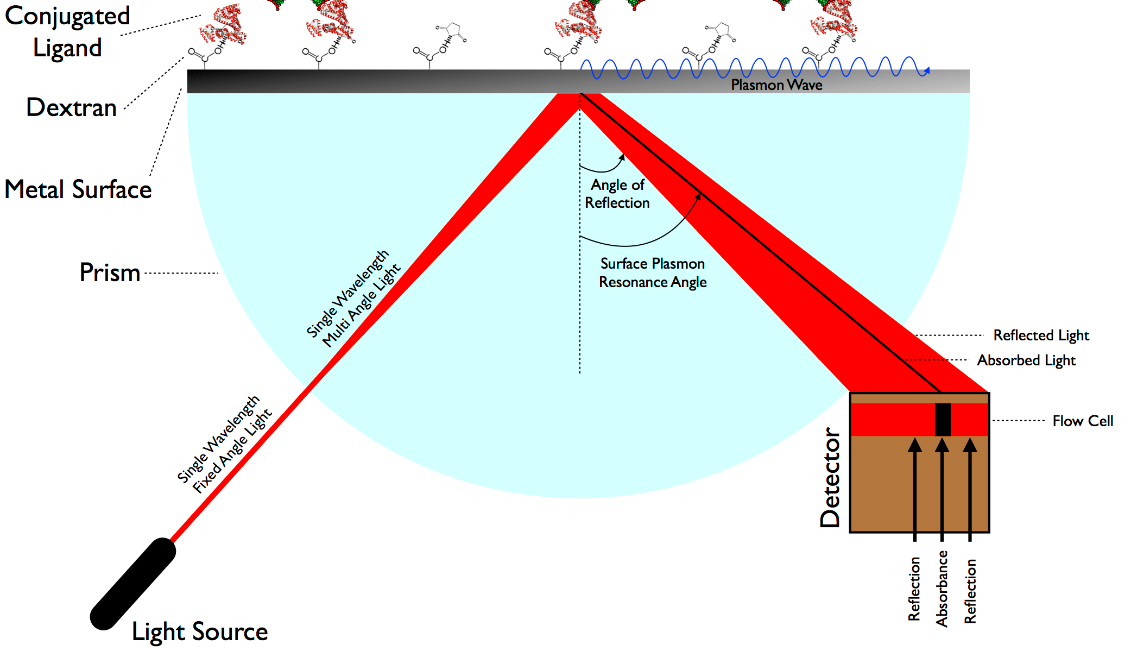 Conjugated
Ligand
Dextran
Metal Surface
Prism
Plasmon Wave
Angle of
Reflection
Surface Plasmon
Resonance Angle
Single Wavelength
Multi Angle Light
Single Wavelength
Fixed Angle Light
Reflected Light
Absorbed Light
Flow Cell
Detector
Reflection
Absorbance
Reflection
Light Source